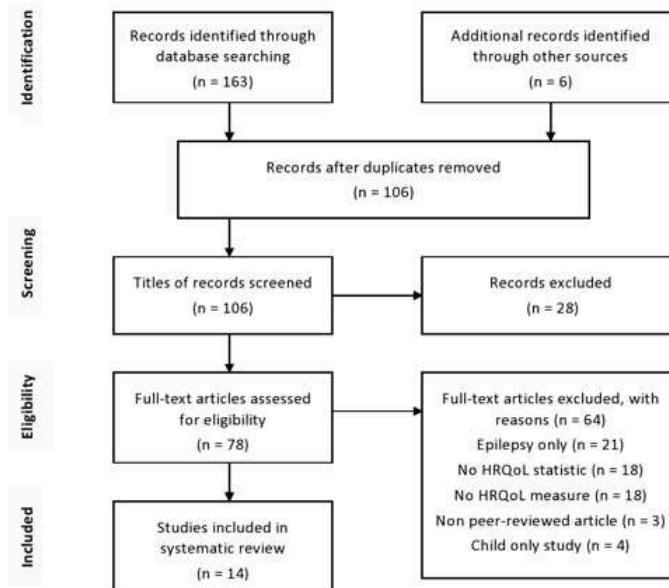 Identification
Records identified through
database searching
(n = 163)
Additional records identified
through other sources
(n = 6)
Records after duplicates removed
(n = 106)
Screening
Titles of records screened
(n = 106)
Records excluded
(n = 28)
Eligibility
Full-text articles assessed
for eligibility
(n = 78)
Full-text articles excluded, with
reasons (n = 64)
Epilepsy only (n = 21)
No HRQoL statistic (n = 18)
No HRQoL measure (n = 18)
Non peer-reviewed article (n = 3)
Child only study (n = 4)
Included
Studies included in
systematic review
(n = 14)